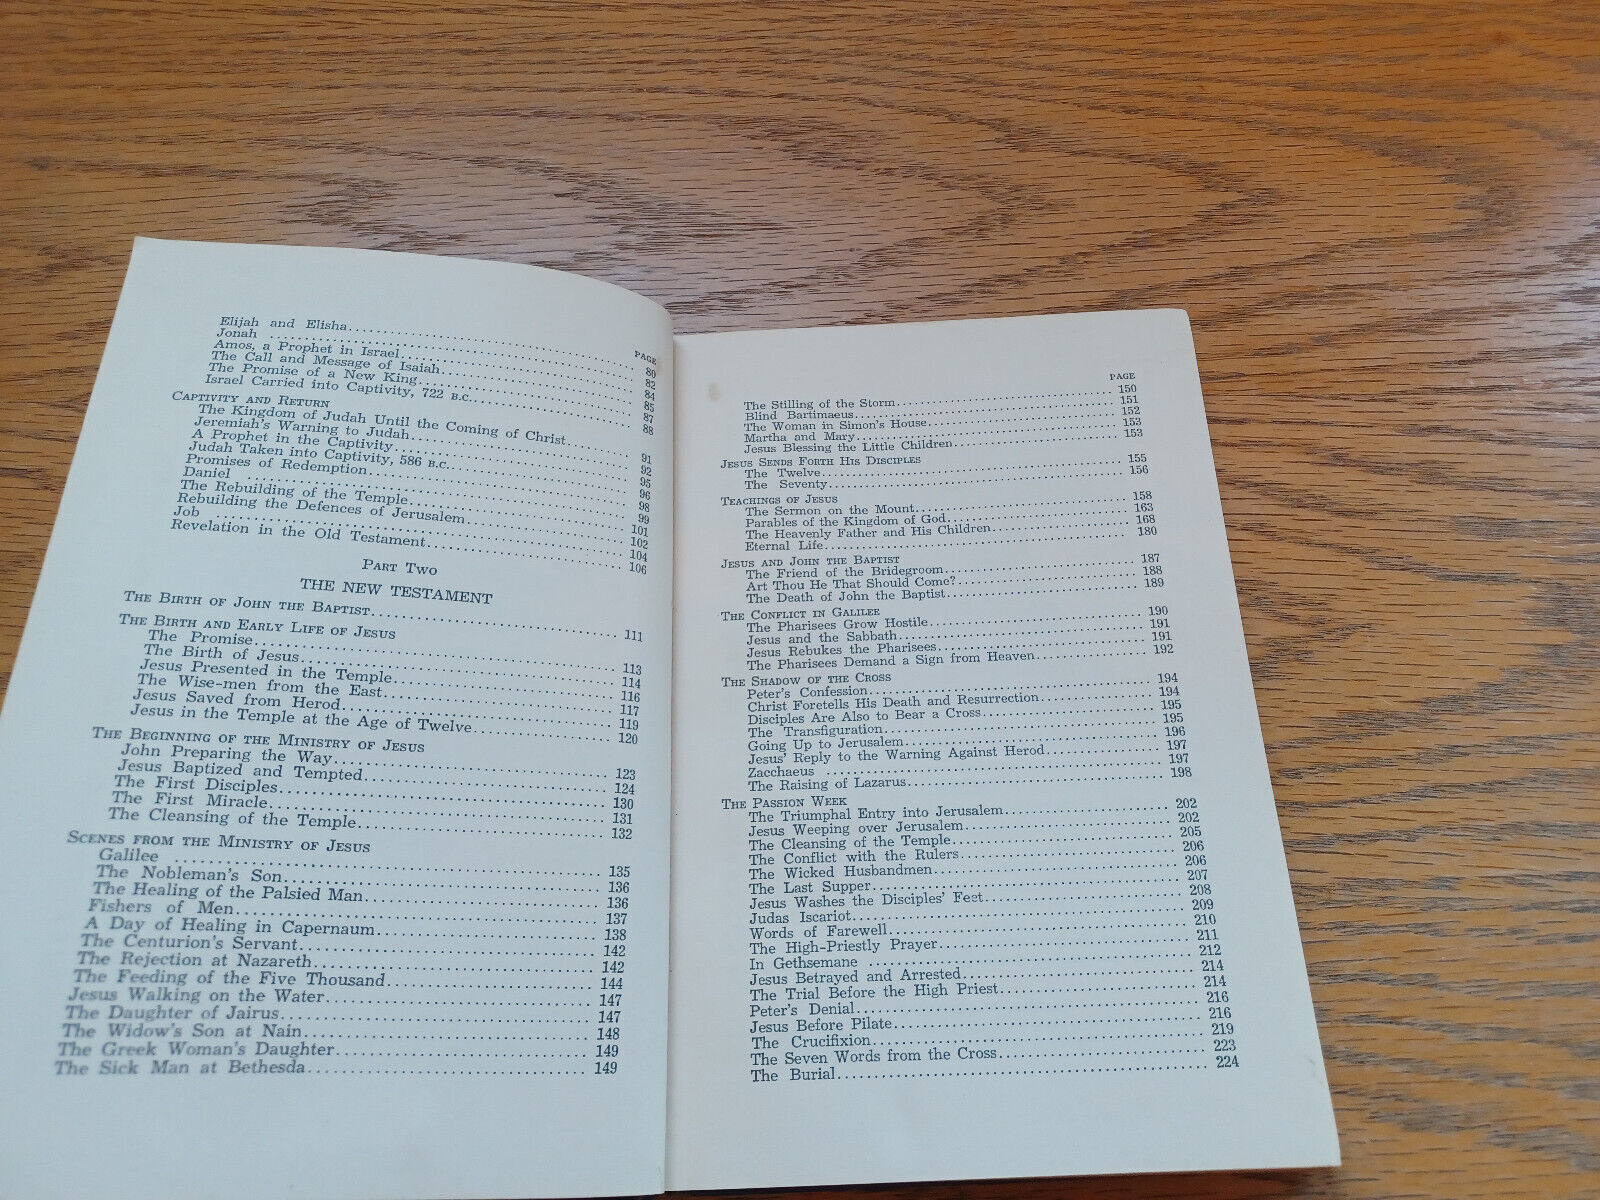 PAGE
Elijah and Elisha 80
Jonah 82
Amos, a Prophet in Israel 84
The Call and Message of Isaiah 85
The Promise of a New King 87
Israel Carried into Captivity, 722 B.C. 88
CAPTIVITY AND RETURN
The Kingdom of Judah Until the Coming of Christ 91
Jeremiah's Warning to Judah 92
A Prophet in the Captivity 95
Judah Taken into Captivity, 586 B.C. 96
Promises of Redemption 98
Daniel 99
The Rebuilding of the Temple 101
Rebuilding the Defences of Jerusalem 102
Job 104
Revelation in the Old Testament 106
PART TWO
THE NEW TESTAMENT
THE BIRTH OF JOHN THE BAPTIST 111
THE BIRTH AND EARLY LIFE OF JESUS
The Promise 113
The Birth of Jesus 114
Jesus Presented in the Temple 116
The Wise-men from the East 117
Jesus Saved from Herod 119
Jesus in the Temple at the Age of Twelve 120
THE BEGINNING OF THE MINISTRY OF JESUS
John Preparing the Way 123
Jesus Baptized and Tempted 124
The First Disciples 130
The First Miracle 131
The Cleansing of the Temple 132
SCENES FROM THE MINISTRY OF JESUS
Galilee 135
The Nobleman's Son 136
The Healing of the Palsied Man 136
Fishers of Men 137
A Day of Healing in Capernaum 138
The Centurion's Servant 142
The Rejection at Nazareth 142
The Feeding of the Five Thousand 144
Jesus Walking on the Water 147
The Daughter of Jairus 147
The Widow's Son at Nain 148
The Greek Woman's Daughter 149
The Sick Man at Bethesda 149
PAGE
The Stilling of the Storm 150
Blind Bartimaeus 151
The Woman in Simon's House 152
Martha and Mary 153
Jesus Blessing the Little Children 153
JESUS SENDS FORTH HIS DISCIPLES
The Twelve 155
The Seventy 156
TEACHINGS OF JESUS
The Sermon on the Mount 158
Parables of the Kingdom of God 163
The Heavenly Father and His Children 168
Eternal Life 180
JESUS AND JOHN THE BAPTIST
The Friend of the Bridegroom 187
Art Thou He That Should Come? 188
The Death of John the Baptist 189
THE CONFLICT IN GALILEE
The Pharisees Grow Hostile 190
Jesus and the Sabbath 191
Jesus Rebukes the Pharisees 191
The Pharisees Demand a Sign from Heaven 192
THE SHADOW OF THE CROSS
Peter's Confession 194
Christ Foretells His Death and Resurrection 194
Disciples Are Also to Bear a Cross 195
The Transfiguration 195
Going Up to Jerusalem 196
Jesus' Reply to the Warning Against Herod 197
Zacchaeus 197
The Raising of Lazarus 198
THE PASSION WEEK
The Triumphal Entry into Jerusalem 202
Jesus Weeping over Jerusalem 202
The Cleansing of the Temple 205
The Conflict with the Rulers 206
The Wicked Husbandmen 206
The Last Supper 207
Jesus Washes the Disciples' Feet 208
Judas Iscariot 209
Words of Farewell 210
The High-Priestly Prayer 211
In Gethsemane 212
Jesus Betrayed and Arrested 214
The Trial Before the High Priest 214
Peter's Denial 216
Jesus Before Pilate 216
The Crucifixion 219
The Seven Words from the Cross 223
The Burial 224